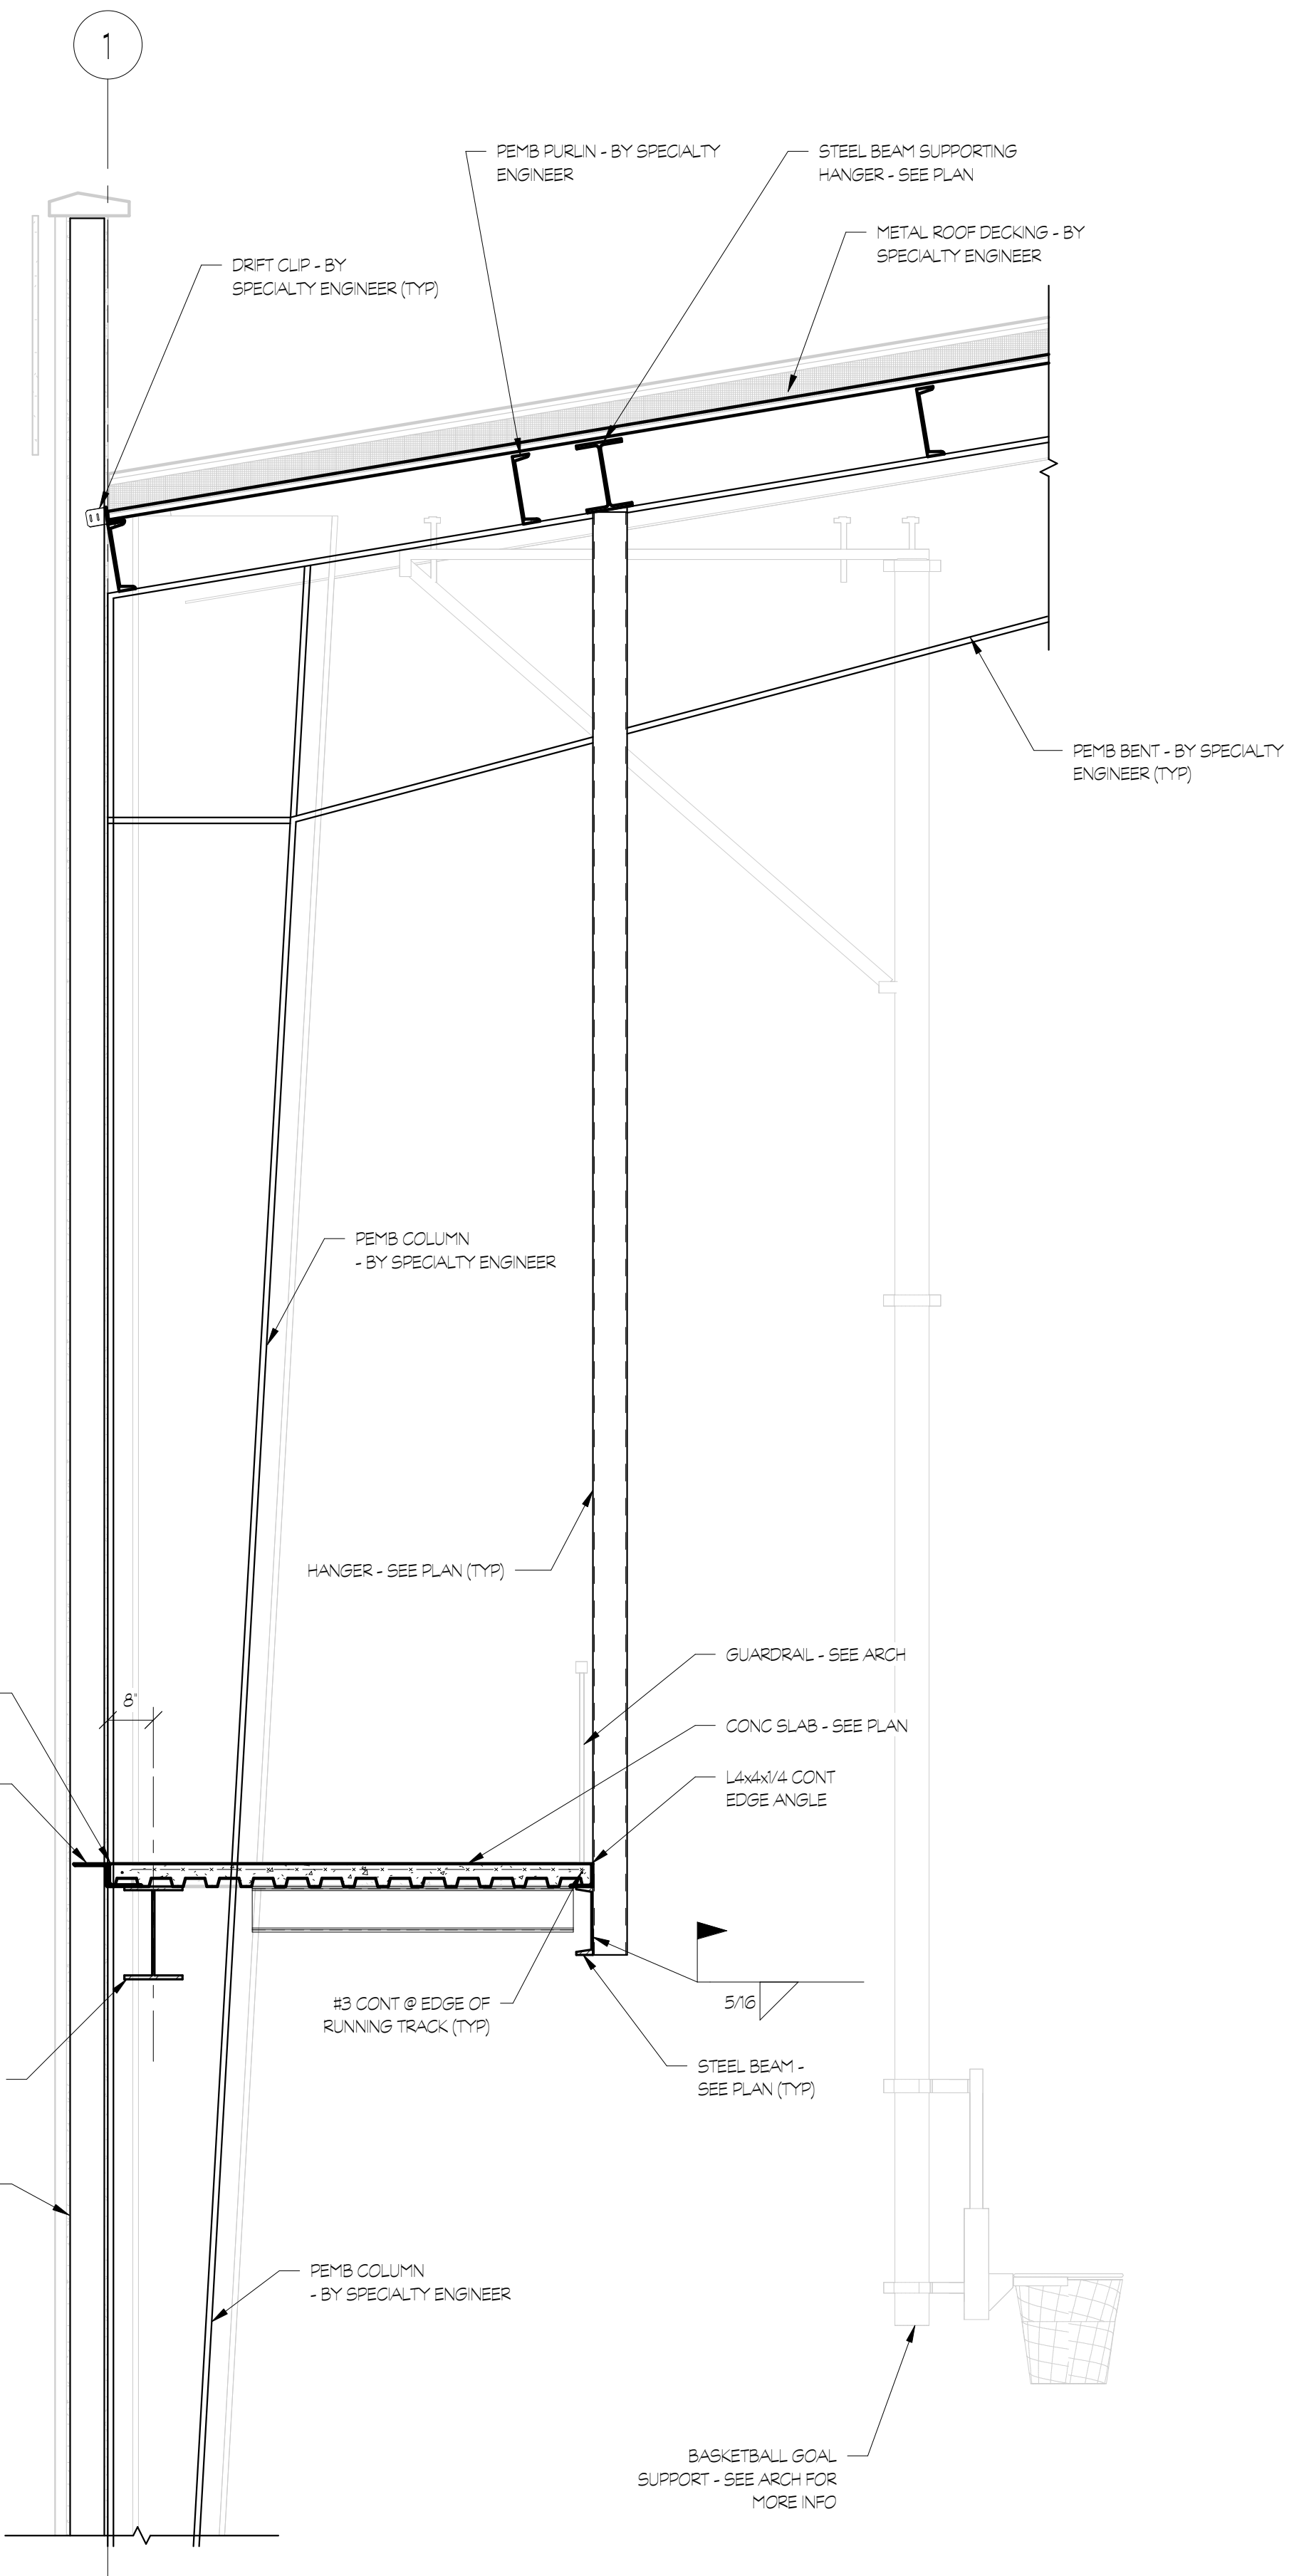 1
PEMB PURLIN - BY SPECIALTY
ENGINEER
STEEL BEAM SUPPORTING
HANGER - SEE PLAN
METAL ROOF DECKING - BY
SPECIALTY ENGINEER
DRIFT CLIP - BY
SPECIALTY ENGINEER (TYP)
PEMB BENT - BY SPECIALTY
ENGINEER (TYP)
PEMB COLUMN
- BY SPECIALTY ENGINEER
HANGER - SEE PLAN (TYP)
GUARDRAIL - SEE ARCH
8"
CONC SLAB - SEE PLAN
L4x4x1/4 CONT
EDGE ANGLE
#3 CONT @ EDGE OF
RUNNING TRACK (TYP)
5/16
STEEL BEAM -
SEE PLAN (TYP)
PEMB COLUMN
- BY SPECIALTY ENGINEER
BASKETBALL GOAL
SUPPORT - SEE ARCH FOR
MORE INFO